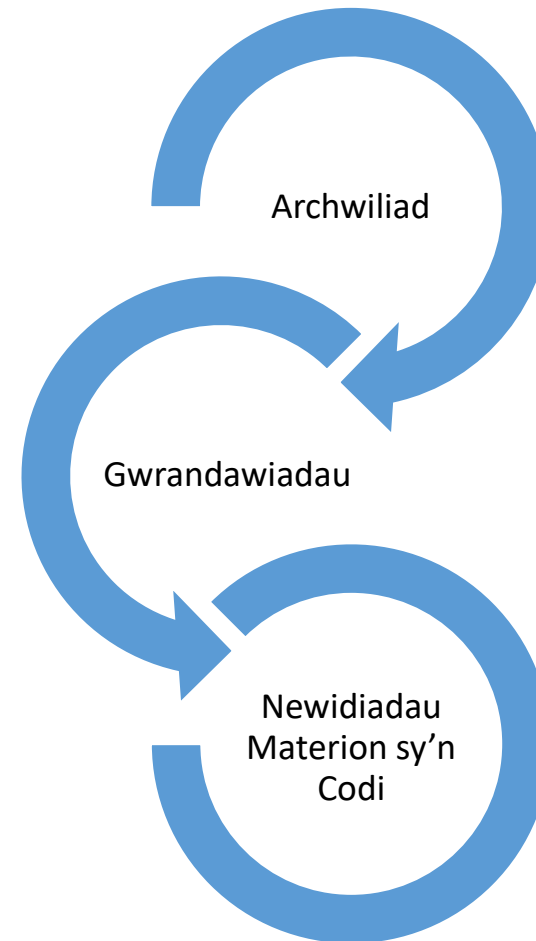 Archwiliad
Gwrandawiadau
Newidiadau
Materion sy’n
Codi